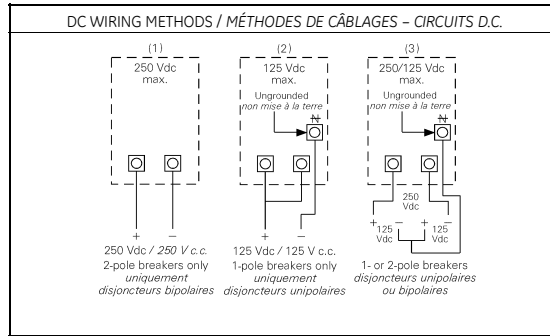 DC WIRING METHODS / MÉTHODES DE CÂBLAGES – CIRCUITS D.C.
(1)
250 Vdc
max.
+ –
250 Vdc / 250 V c.c.
2-pole breakers only
uniquement
disjoncteurs bipolaires
(2)
125 Vdc
max.
Ungrounded
non mise à la terre
N
+ –
125 Vdc / 125 V c.c.
1-pole breakers only
uniquement
disjoncteurs unipolaires
(3)
250/125 Vdc
max.
Ungrounded
non mise à la terre
N
250
Vdc
+ – + –
125 125
Vdc Vdc
1- or 2-pole breakers
disjoncteurs unipolaires
ou bipolaires